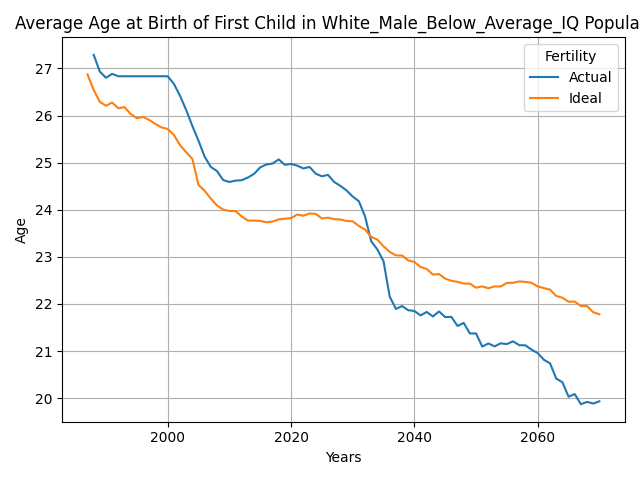 Average Age at Birth of First Child in White_Male_Below_Average_IQ Popula
Fertility
Actual
Ideal
27
26
25
24
23
22
21
20
Age
2000
2020
2040
2060
Years